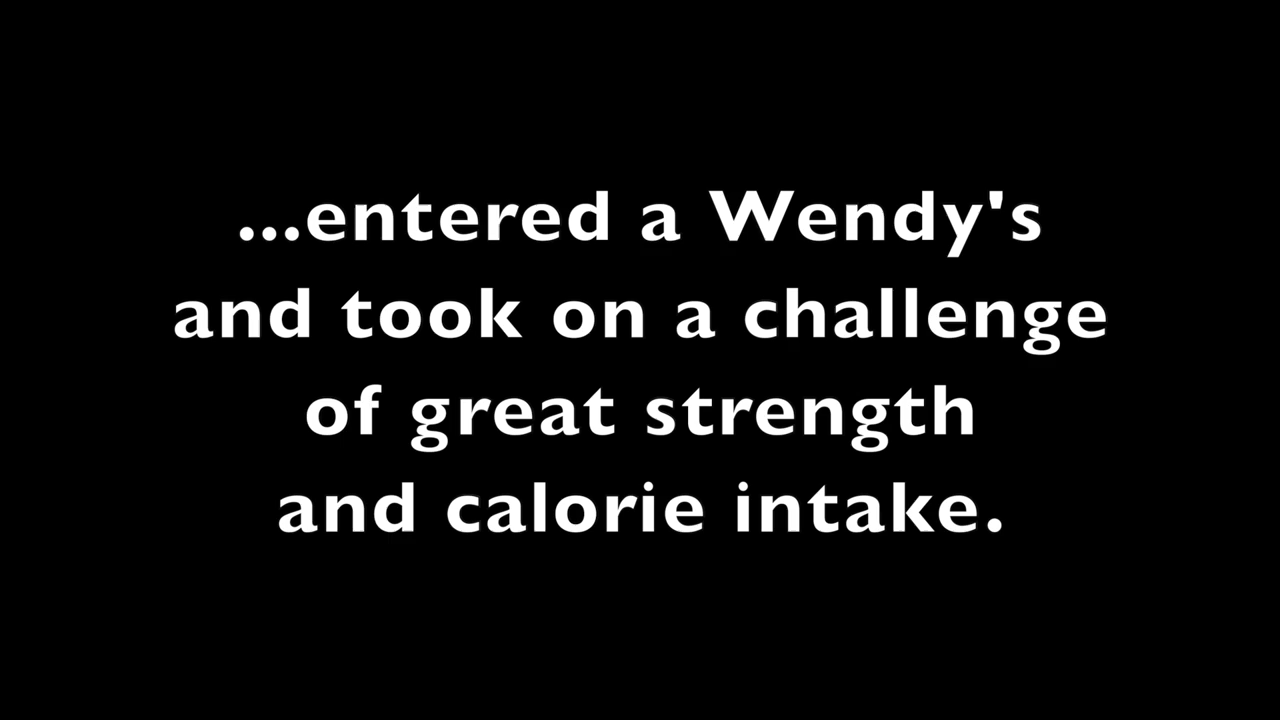 ...entered a Wendy's
and took on a challenge
of great strength
and calorie intake.